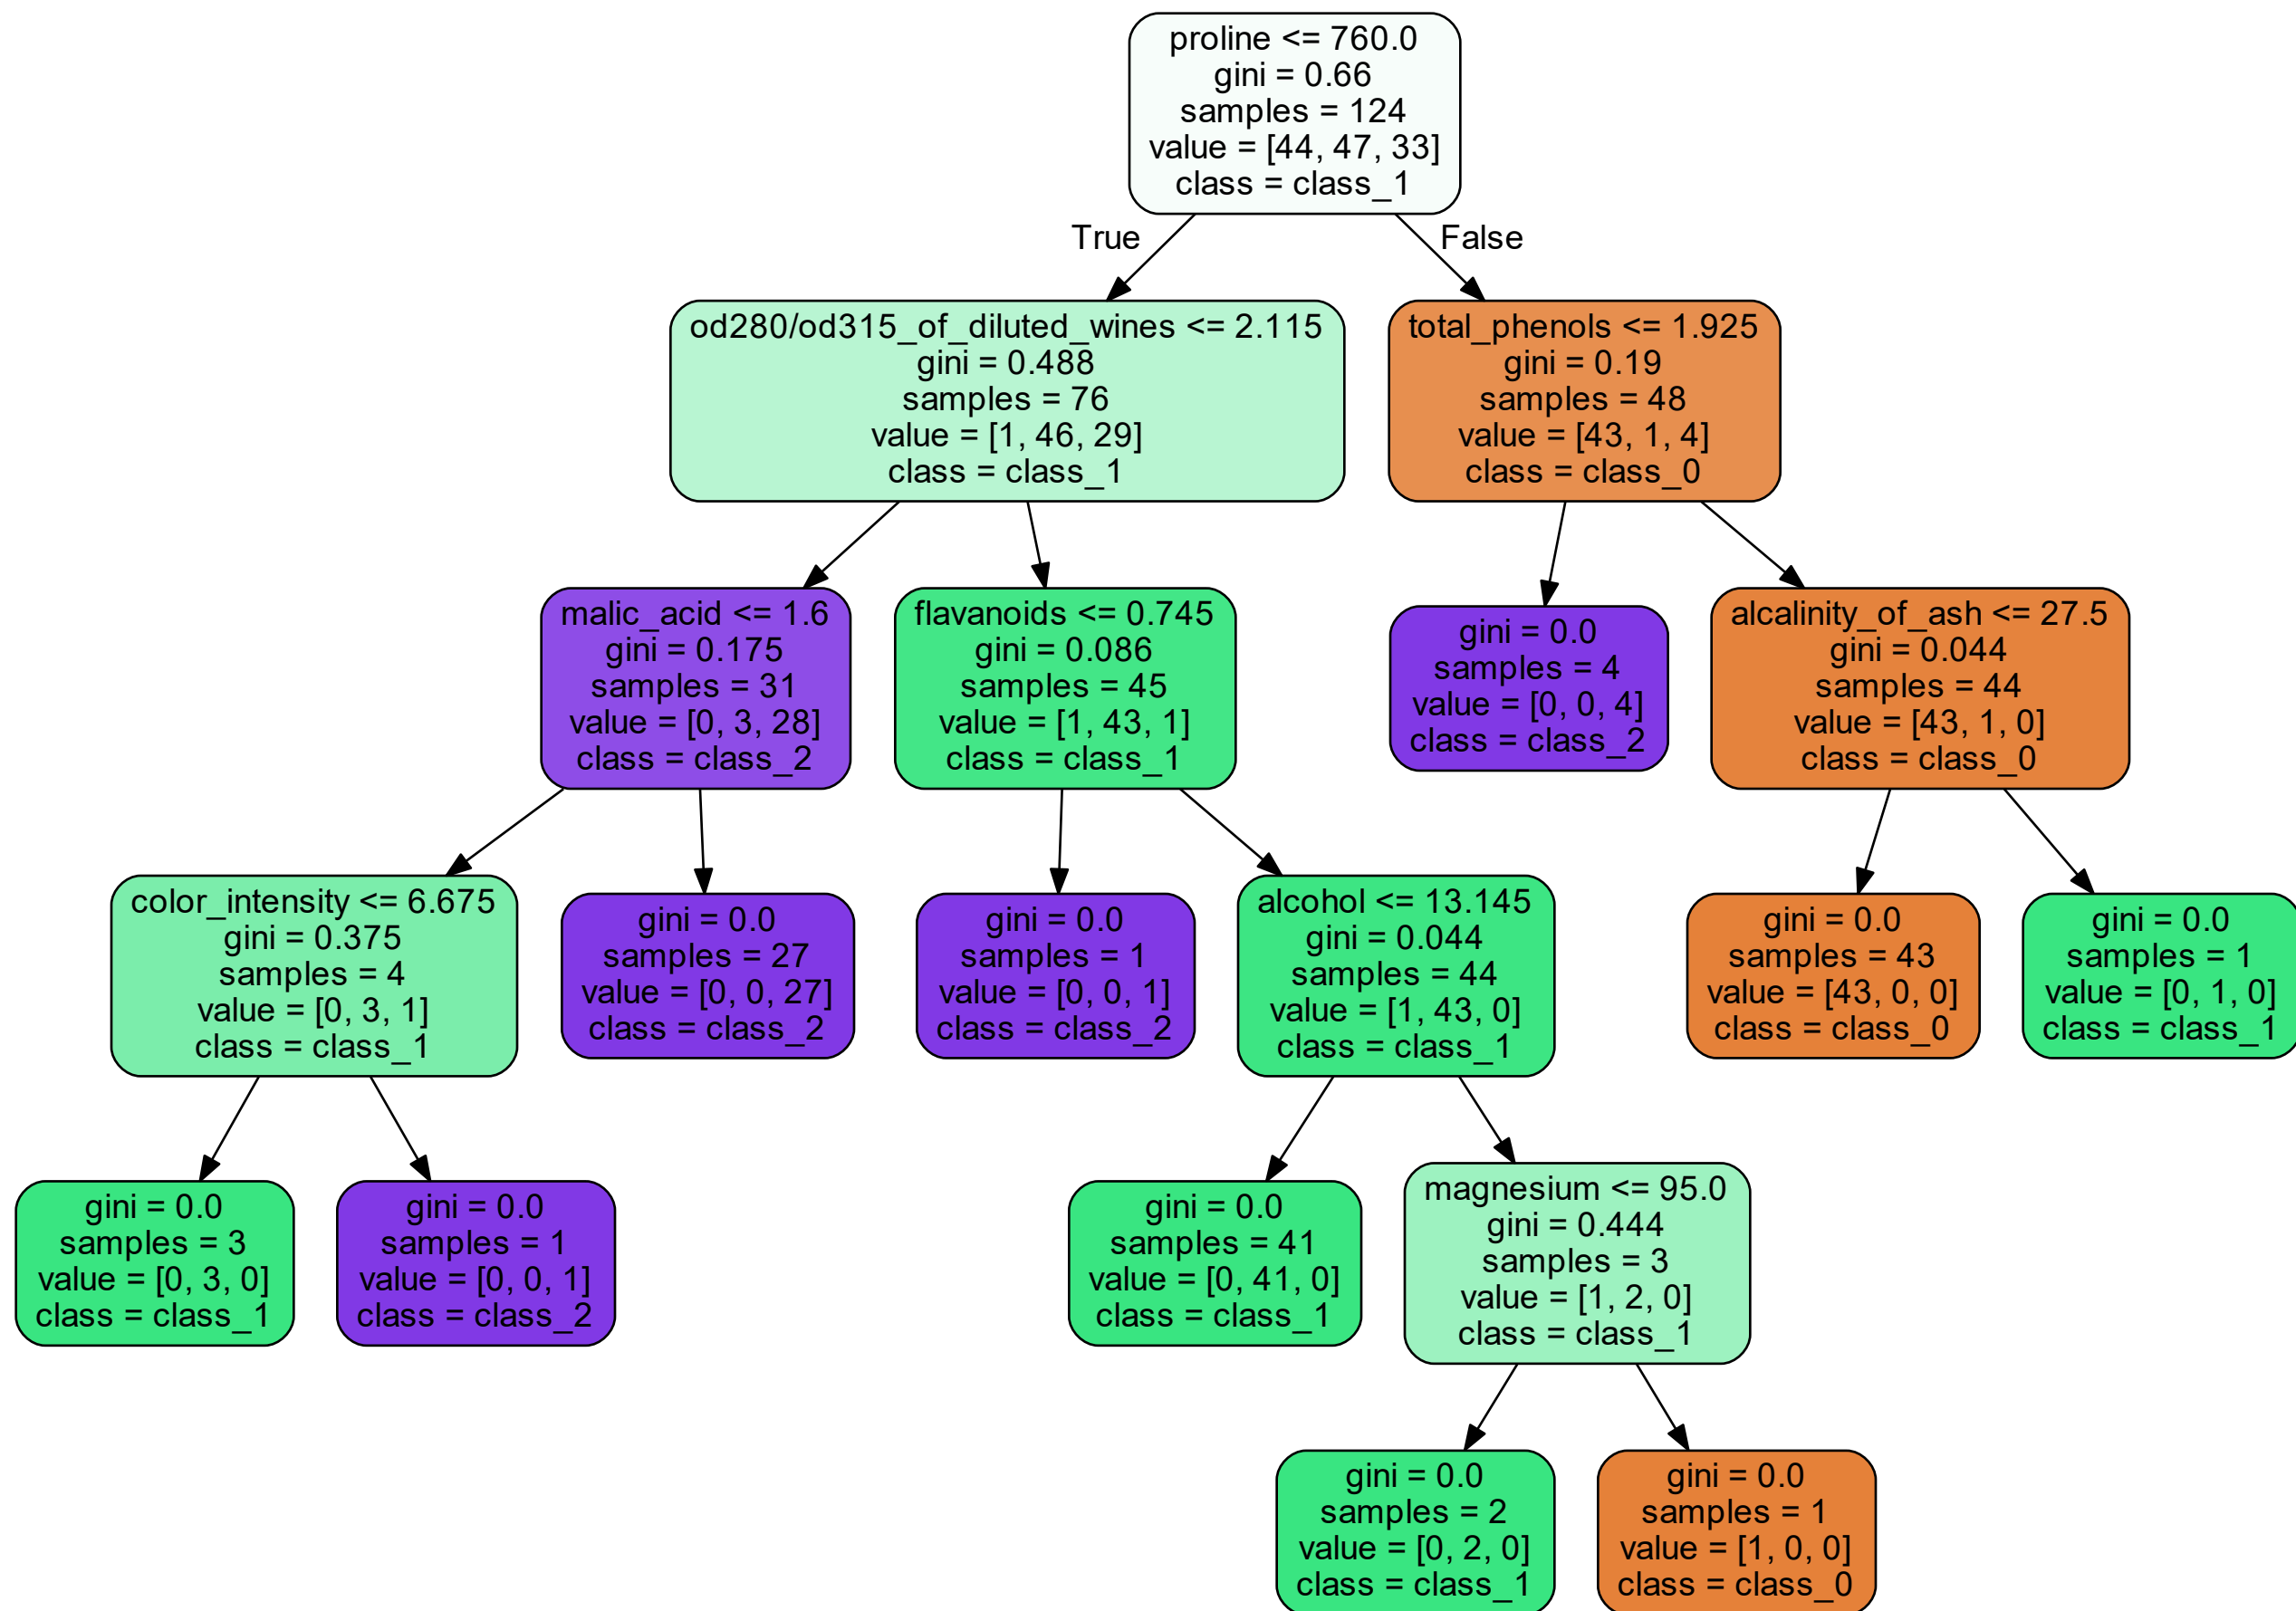 proline <= 760.0
gini = 0.66
samples = 124
value = [44, 47, 33]
class = class_1
True
False
od280/od315_of_diluted_wines <= 2.115
gini = 0.488
samples = 76
value = [1, 46, 29]
class = class_1
total_phenols <= 1.925
gini = 0.19
samples = 48
value = [43, 1, 4]
class = class_0
malic_acid <= 1.6
gini = 0.175
samples = 31
value = [0, 3, 28]
class = class_2
flavanoids <= 0.745
gini = 0.086
samples = 45
value = [1, 43, 1]
class = class_1
gini = 0.0
samples = 4
value = [0, 0, 4]
class = class_2
alcalinity_of_ash <= 27.5
gini = 0.044
samples = 44
value = [43, 1, 0]
class = class_0
color_intensity <= 6.675
gini = 0.375
samples = 4
value = [0, 3, 1]
class = class_1
gini = 0.0
samples = 27
value = [0, 0, 27]
class = class_2
gini = 0.0
samples = 1
value = [0, 0, 1]
class = class_2
alcohol <= 13.145
gini = 0.044
samples = 44
value = [1, 43, 0]
class = class_1
gini = 0.0
samples = 43
value = [43, 0, 0]
class = class_0
gini = 0.0
samples = 1
value = [0, 1, 0]
class = class_1
gini = 0.0
samples = 3
value = [0, 3, 0]
class = class_1
gini = 0.0
samples = 1
value = [0, 0, 1]
class = class_2
gini = 0.0
samples = 41
value = [0, 41, 0]
class = class_1
magnesium <= 95.0
gini = 0.444
samples = 3
value = [1, 2, 0]
class = class_1
gini = 0.0
samples = 2
value = [0, 2, 0]
class = class_1
gini = 0.0
samples = 1
value = [1, 0, 0]
class = class_0